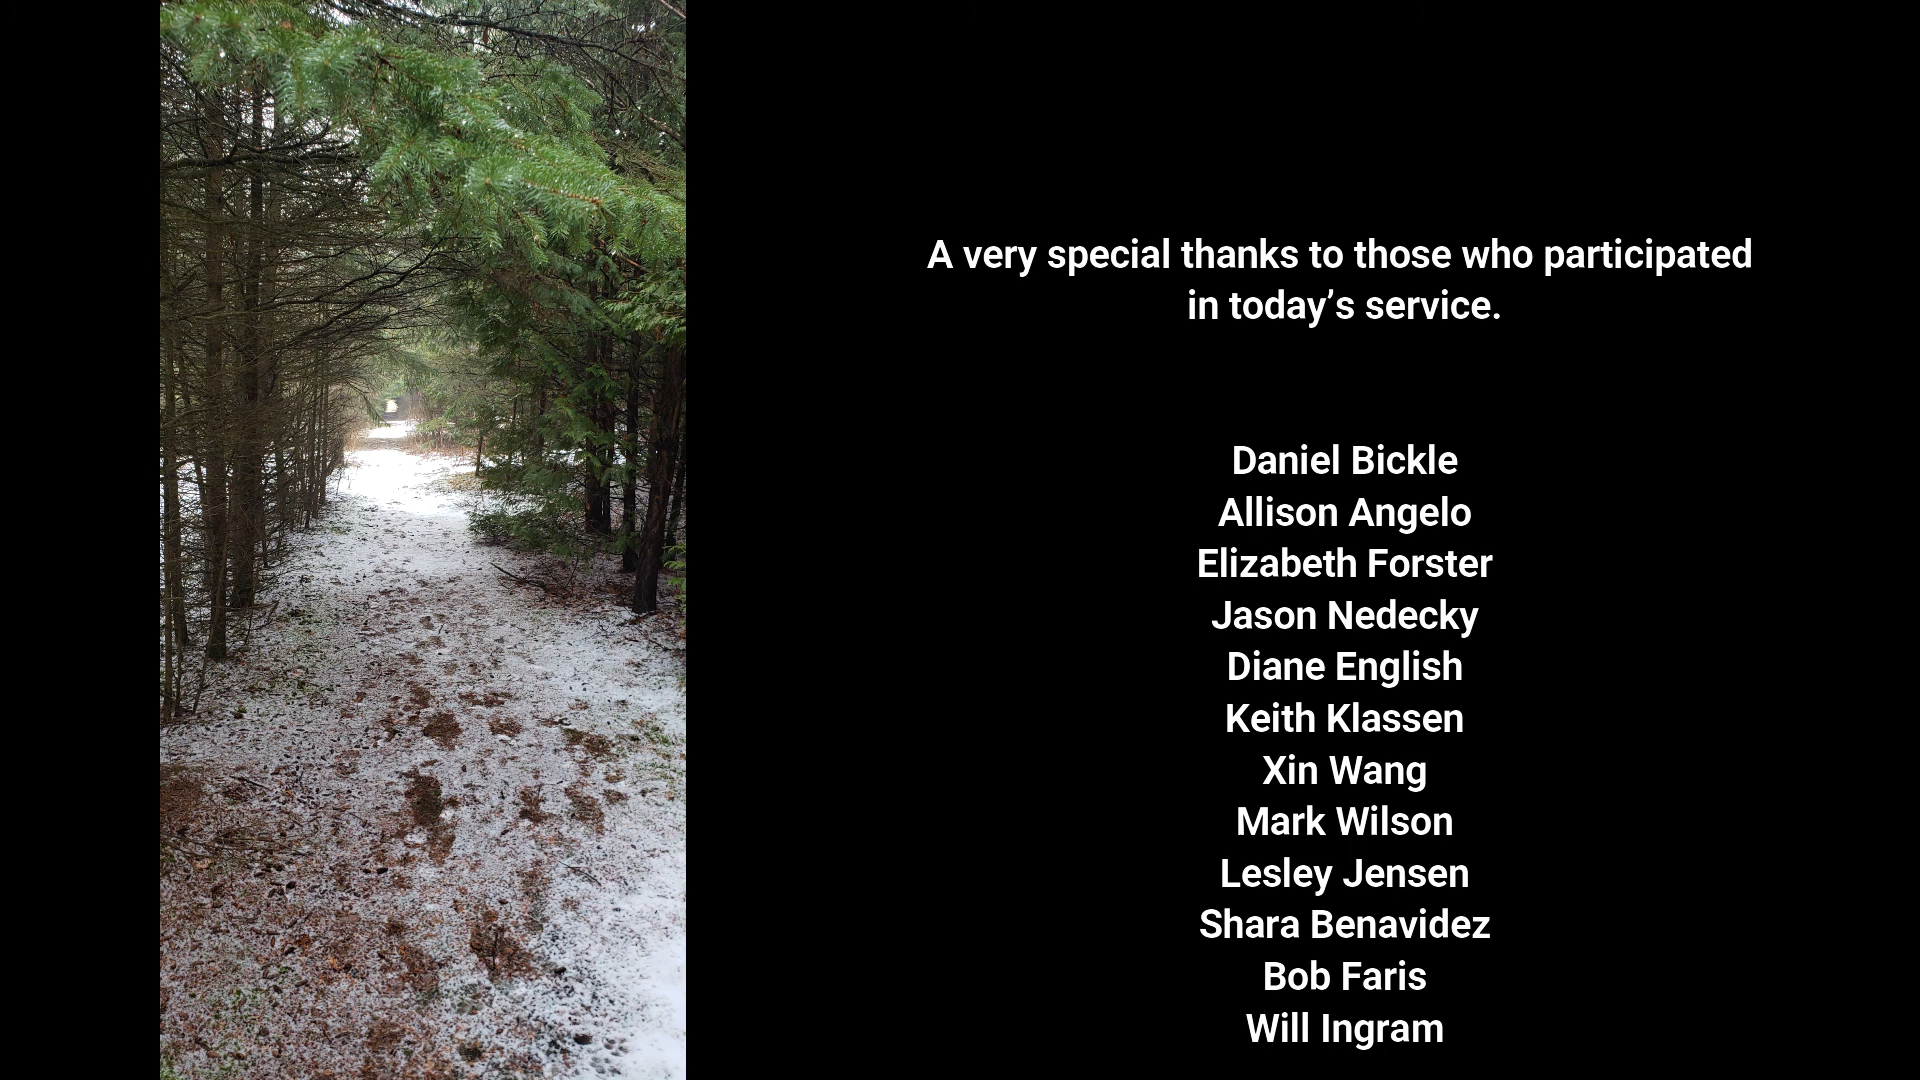 A very special thanks to those who participated
in today’s service.
Daniel Bickle
Allison Angelo
Elizabeth Forster
Jason Nedecky
Diane English
Keith Klassen
Xin Wang
Mark Wilson
Lesley Jensen
Shara Benavidez
Bob Faris
Will Ingram